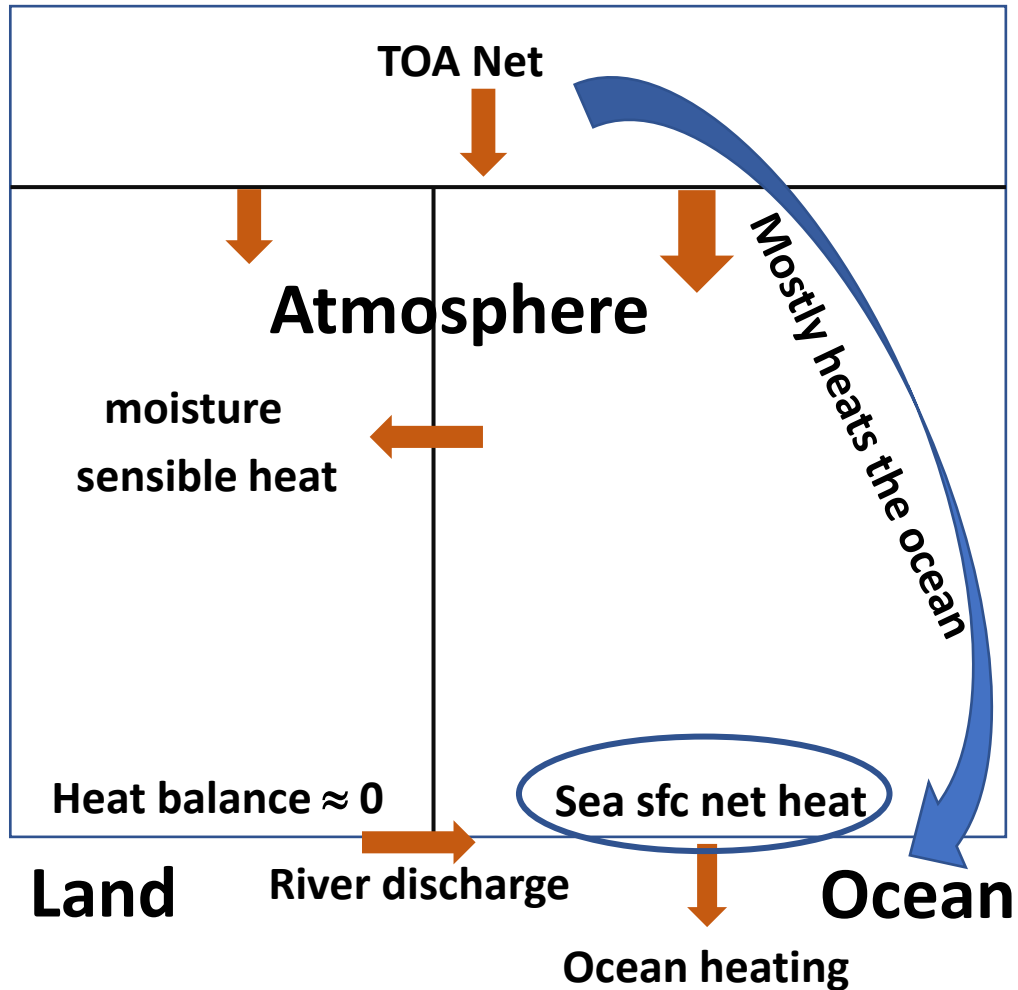 TOA Net
Mostly heats the ocean
Atmosphere
moisture
sensible heat
Heat balance ≈ 0
Sea sfc net heat
Land
River discharge
Ocean
Ocean heating